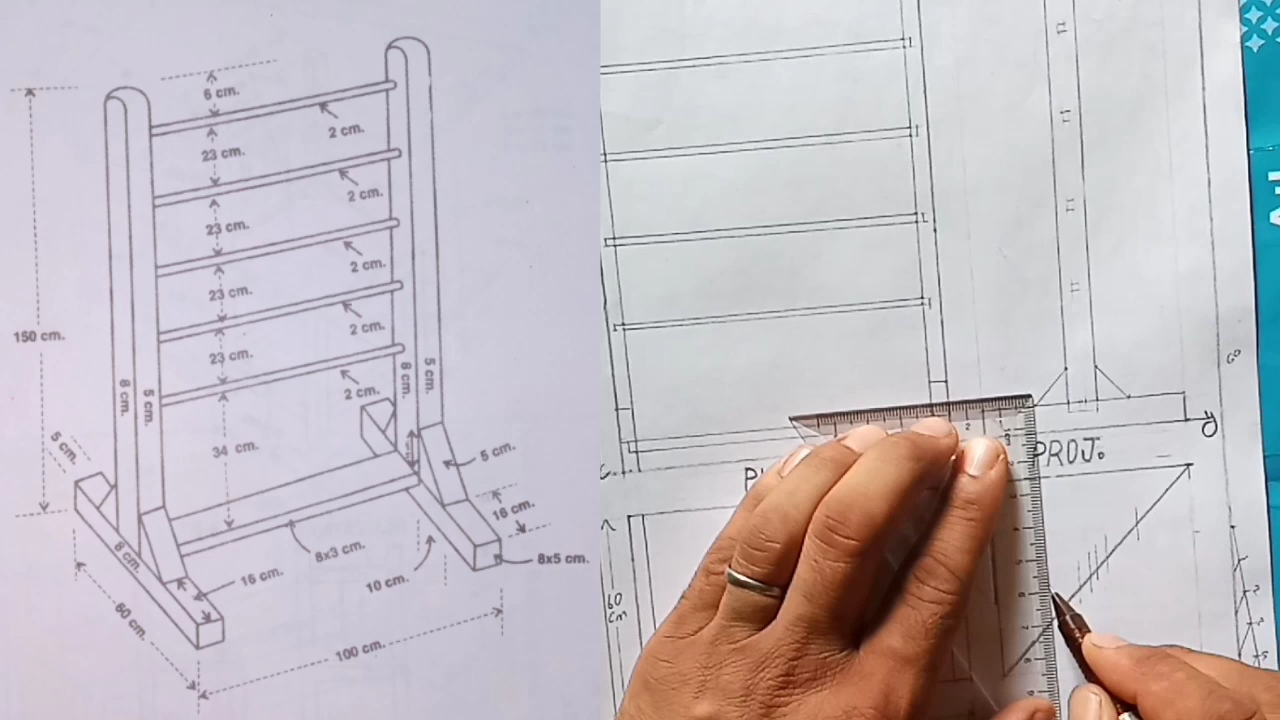 6 cm.
2 cm.
23 cm.
2 cm.
23 cm.
2 cm.
23 cm.
2 cm.
23 cm.
2 cm.
150 cm.
8 cm.
5 cm.
8 cm.
5 cm.
34 cm.
5 cm.
5 cm.
16 cm.
8 cm.
8x3 cm.
16 cm.
10 cm.
8x5 cm.
60 cm.
100 cm.
60
PROJ.
60
cm